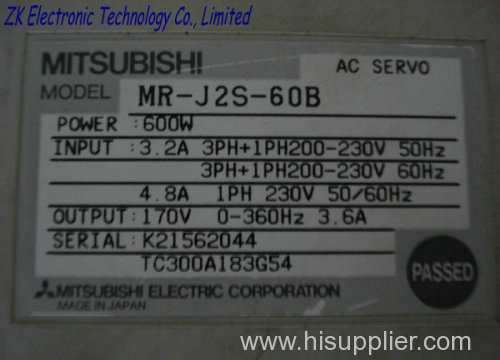 ZK Electronic Technology Co., Limited
MITSUBISHI AC SERVO
MODEL MR-J2S-60B
POWER :600W
INPUT :3.2A 3PH+1PH200-230V 50Hz
3PH+1PH200-230V 60Hz
4.8A 1PH 230V 50/60Hz
OUTPUT:170V 0-360Hz 3.6A
SERIAL:K21562044
TC300A183G54
PASSED
MITSUBISHI ELECTRIC CORPORATION
MADE IN JAPAN
www.hisupplier.com